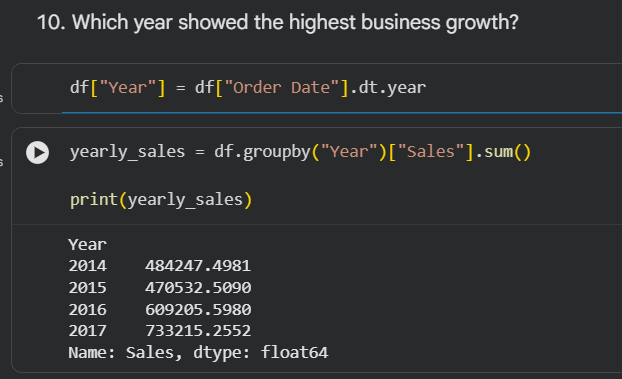 10. Which year showed the highest business growth?
df["Year"] = df["Order Date"].dt.year
yearly_sales = df.groupby("Year")["Sales"].sum()
print(yearly_sales)
Year
2014    484247.4981
2015    470532.5090
2016    609205.5980
2017    733215.2552
Name: Sales, dtype: float64